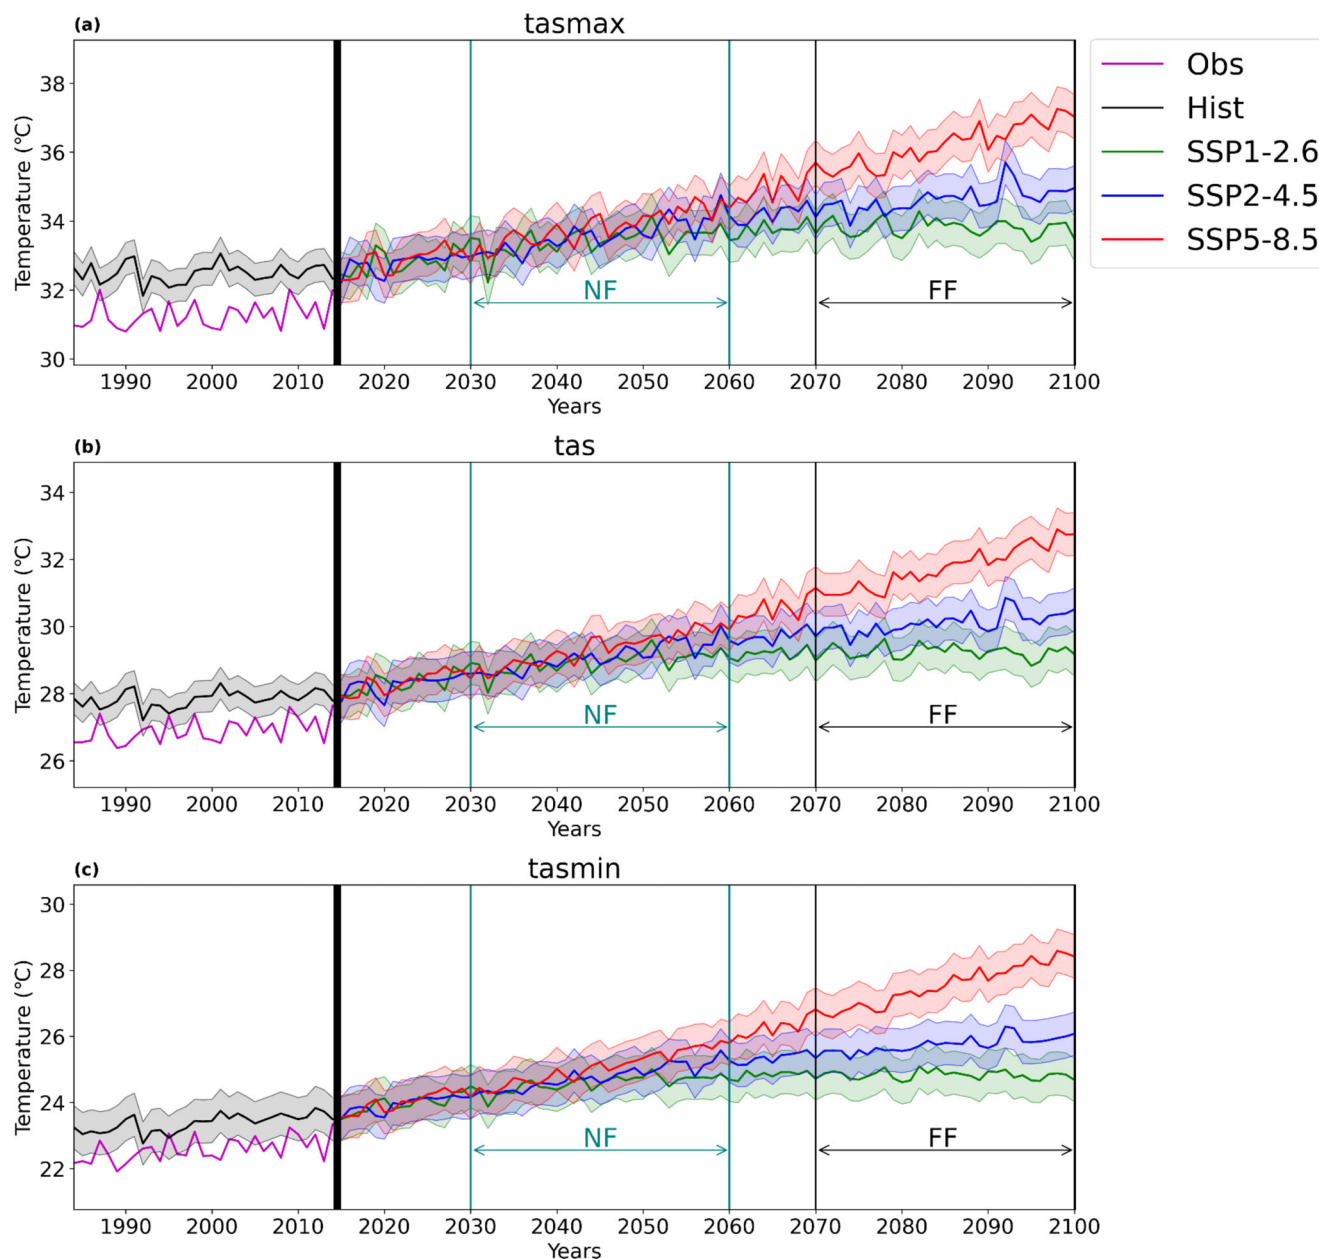 (a) tasmax
Temperature (°C)
38
36
34
32
30
NF
FF
1990 2000 2010 2020 2030 2040 2050 2060 2070 2080 2090 2100
Years
Obs
Hist
SSP1-2.6
SSP2-4.5
SSP5-8.5
(b) tas
Temperature (°C)
34
32
30
28
26
NF
FF
1990 2000 2010 2020 2030 2040 2050 2060 2070 2080 2090 2100
Years
(c) tasmin
Temperature (°C)
30
28
26
24
22
NF
FF
1990 2000 2010 2020 2030 2040 2050 2060 2070 2080 2090 2100
Years